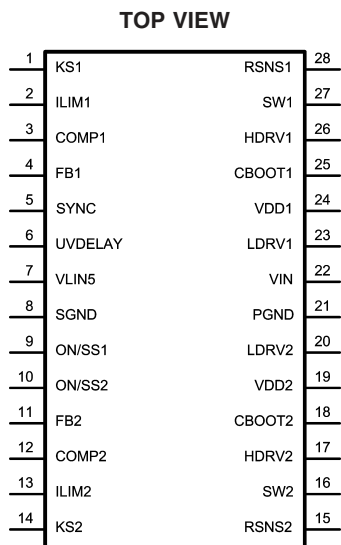 TOP VIEW
1 KS1 RSNS1 28
2 ILIM1 SW1 27
3 COMP1 HDRV1 26
4 FB1 CBOOT1 25
5 SYNC VDD1 24
6 UVDELAY LDRV1 23
7 VLIN5 VIN 22
8 SGND PGND 21
9 ON/SS1 LDRV2 20
10 ON/SS2 VDD2 19
11 FB2 CBOOT2 18
12 COMP2 HDRV2 17
13 ILIM2 SW2 16
14 KS2 RSNS2 15